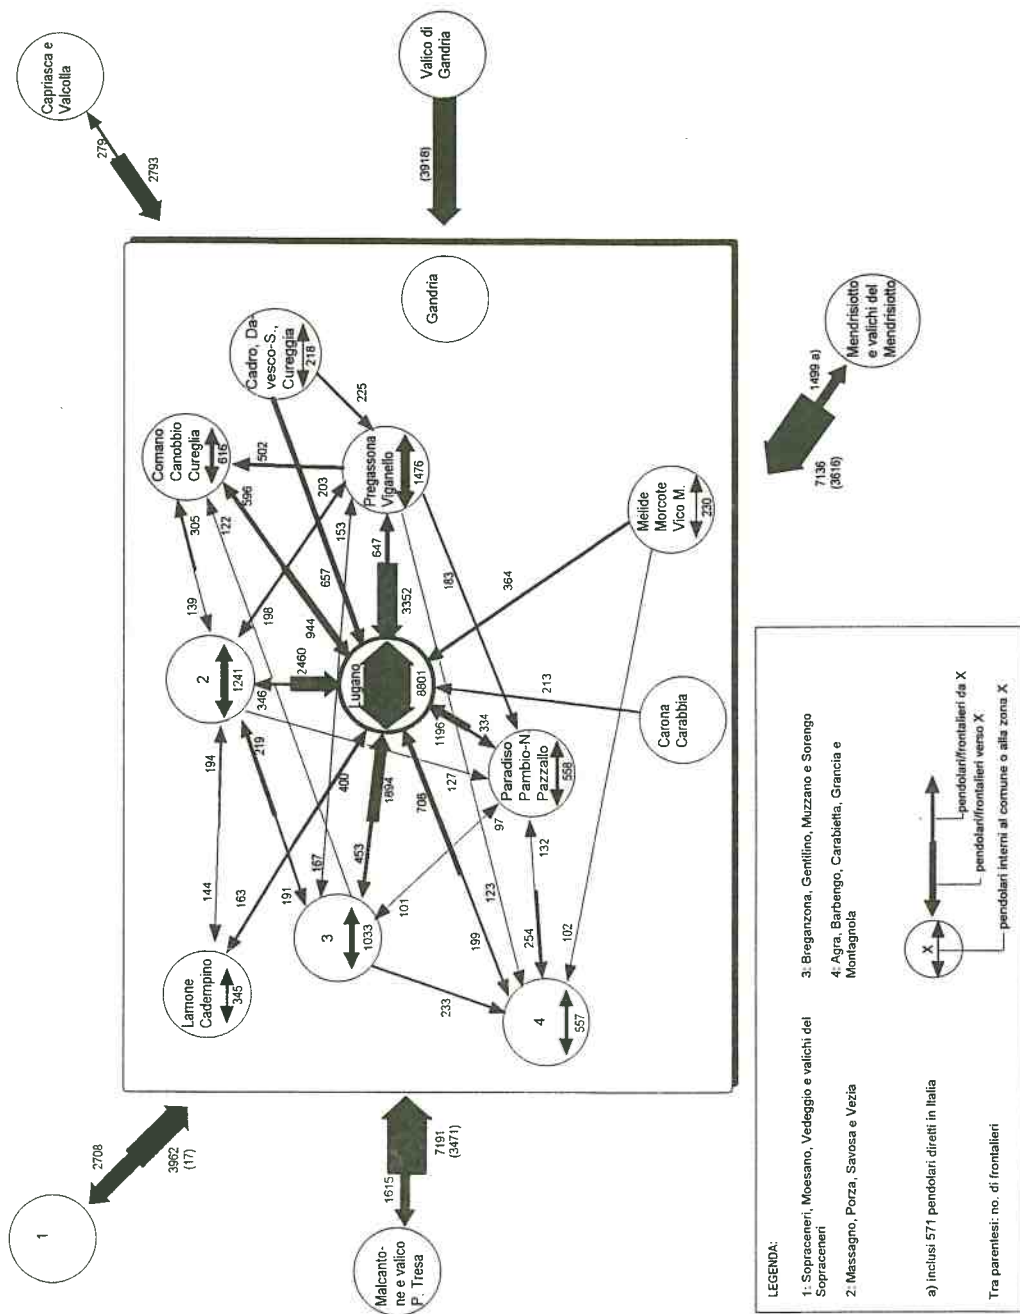 Capriasca e
Valcolla
279
2793
Valico di
Gandria
(3918)
Gandria
Cadro, Da-
vesco-S.,
Cureggia
218
225
Comano
Canobbio
Cureglia
616
502
596
203
Pregassona
Viganello
1476
305
122
153
647
657
183
139
198
944
3352
364
Melide
Morcote
Vico M.
230
2
1241
346
2460
Lugano
8801
213
Carona
Carabbia
1196
334
194
219
400
1894
706
127
Paradiso
Pambio-N.
Pazzallo
558
97
144
163
191
167
453
101
132
3
1033
123
199
254
102
Lamone
Cadempino
345
233
4
557
Mendrisiotto
e valichi del
Mendrisiotto
1499 a)
7136
(3616)
1
2708
3962
(17)
Malcanto-
ne e valico
P. Tresa
1615
7191
(3471)
LEGENDA:
1: Sopraceneri, Moesano, Vedeggio e valichi del
Sopraceneri
2: Massagno, Porza, Savosa e Vezia
3: Breganzona, Gentilino, Muzzano e Sorengo
4: Agra, Barbengo, Carabietta, Grancia e
Montagnola
a) inclusi 571 pendolari diretti in Italia
Tra parentesi: no. di frontalieri
X
pendolari/frontalieri da X
pendolari/frontalieri verso X
pendolari interni al comune o alla zona X